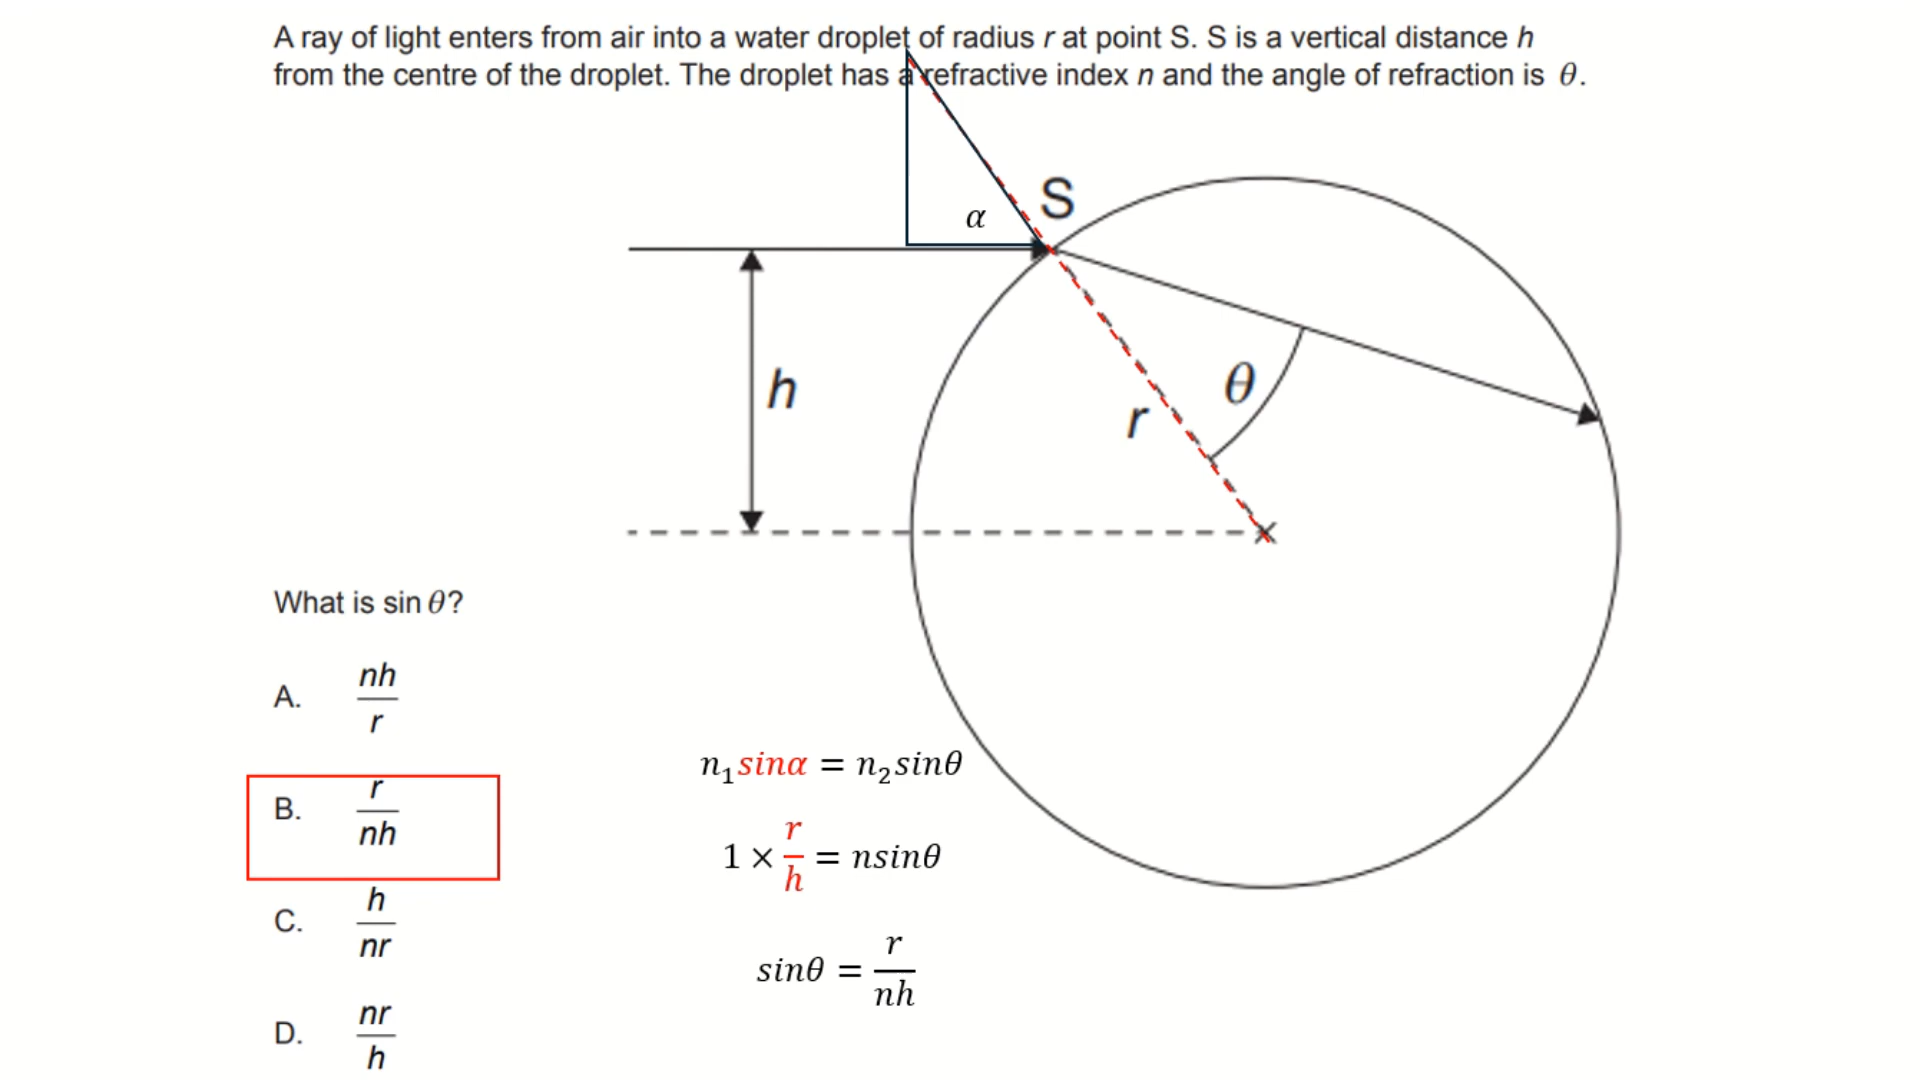 A ray of light enters from air into a water droplet of radius r at point S. S is a vertical distance h
from the centre of the droplet. The droplet has a refractive index n and the angle of refraction is θ.
S
α
h
θ
r
What is sin θ?
A. nh/r
B. r/nh
C. h/nr
D. nr/h
n₁sinα = n₂sinθ
1 × r/h = nsinθ
sinθ = r/nh